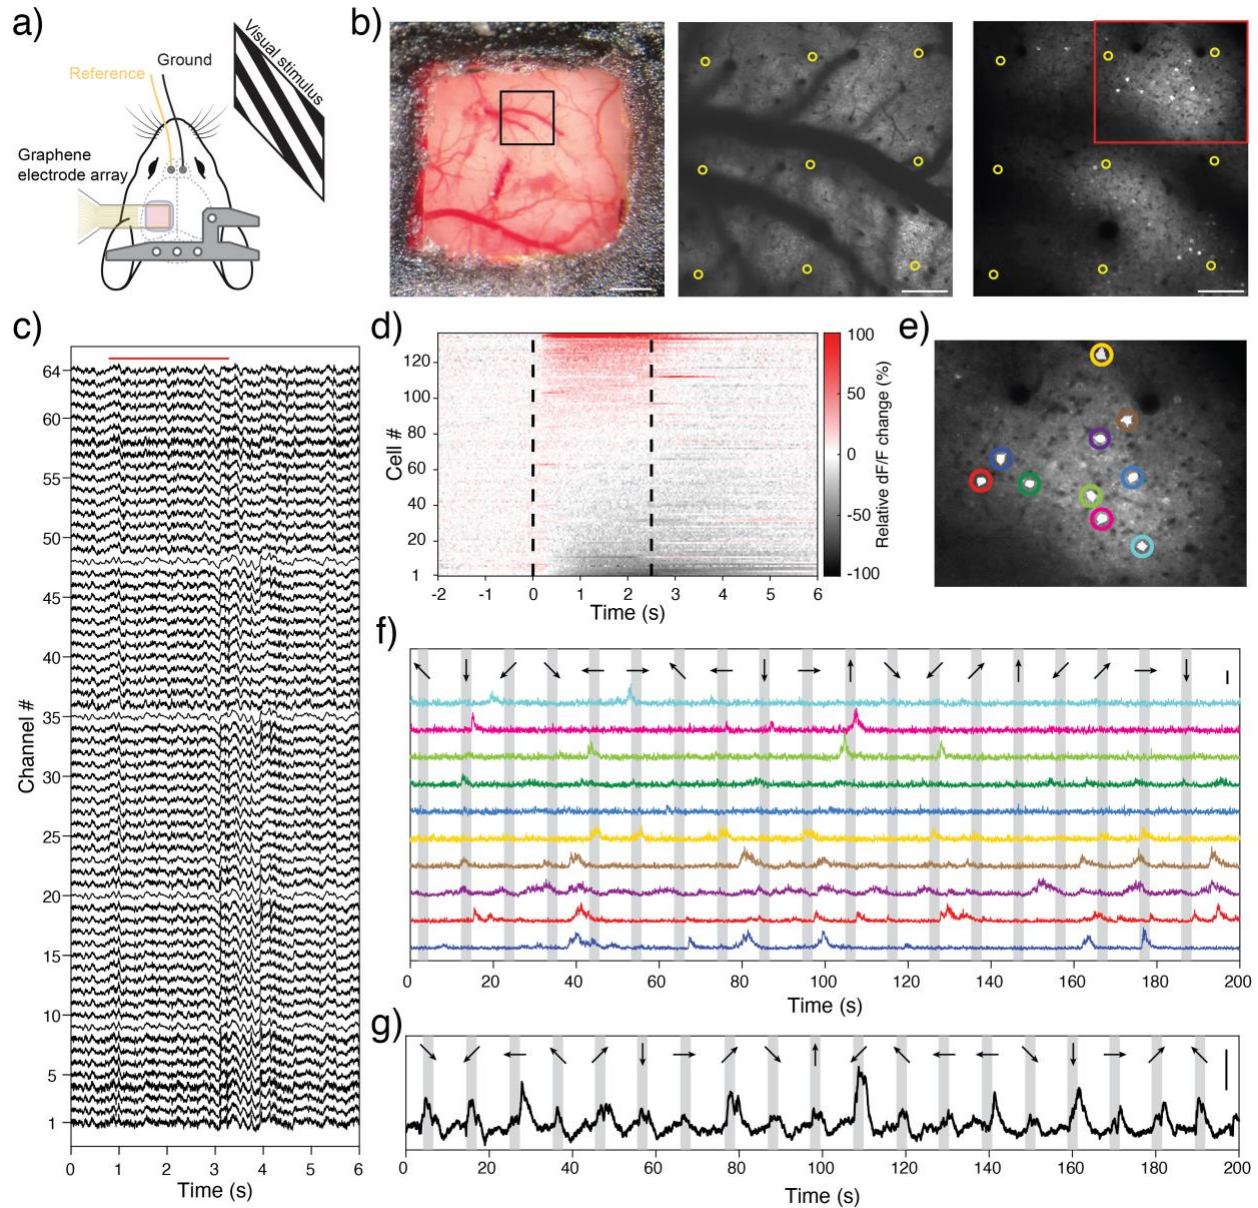 a)
Visual stimulus
Reference
Ground
Graphene
electrode array
b)
c)
64
60
55
50
45
40
35
30
25
20
15
10
5
1
Channel #
0 1 2 3 4 5 6
Time (s)
d)
120
100
80
60
40
20
1
Cell #
-2 -1 0 1 2 3 4 5 6
Time (s)
100
50
0
-50
-100
Relative dF/F change (%)
e)
f)
0 20 40 60 80 100 120 140 160 180 200
Time (s)
g)
0 20 40 60 80 100 120 140 160 180 200
Time (s)